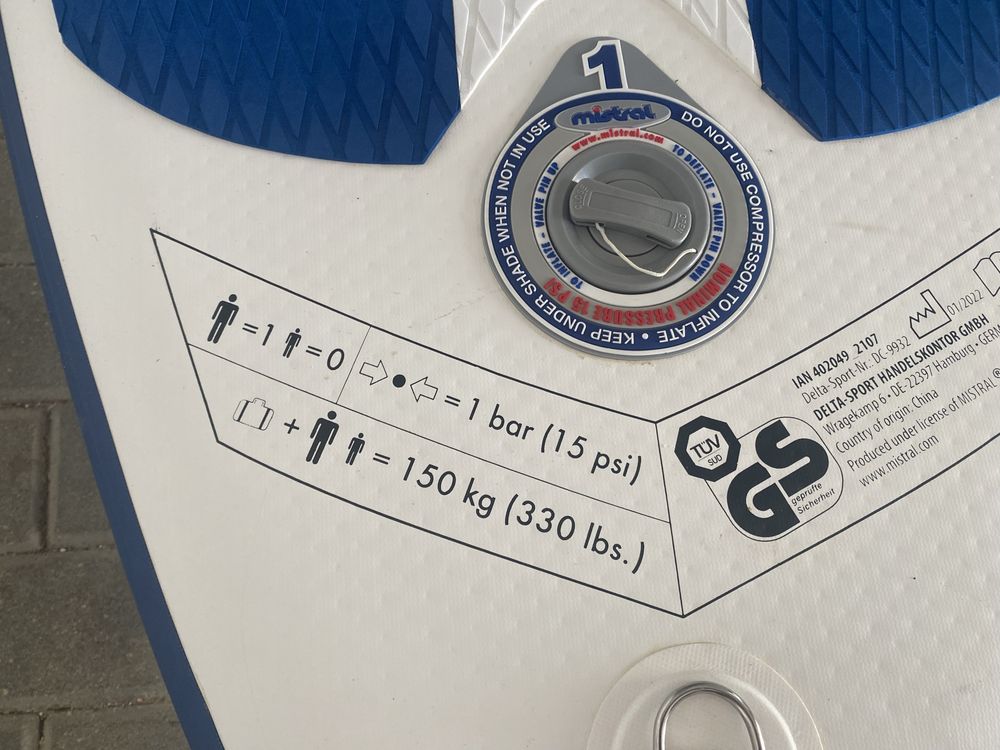 1
mistral
www.mistral.com
KEEP UNDER SHADE WHEN NOT IN USE • DO NOT USE COMPRESSOR TO INFLATE •
TO INFLATE - VALVE PIN UP
TO DEFLATE - VALVE PIN DOWN
NOMINAL PRESSURE 15 PSI
CLOSE
=1 =0
= 1 bar (15 psi)
+ = 150 kg (330 lbs.)
TÜV
SÜD
GS
geprüfte
Sicherheit
IAN 402049_2107
Delta-Sport-Nr.: DC-9932
01/2022
DELTA-SPORT HANDELSKONTOR GMBH
Wragekamp 6 • DE-22397 Hamburg •
Country of origin: China
Produced under license of MISTRAL®
www.mistral.com